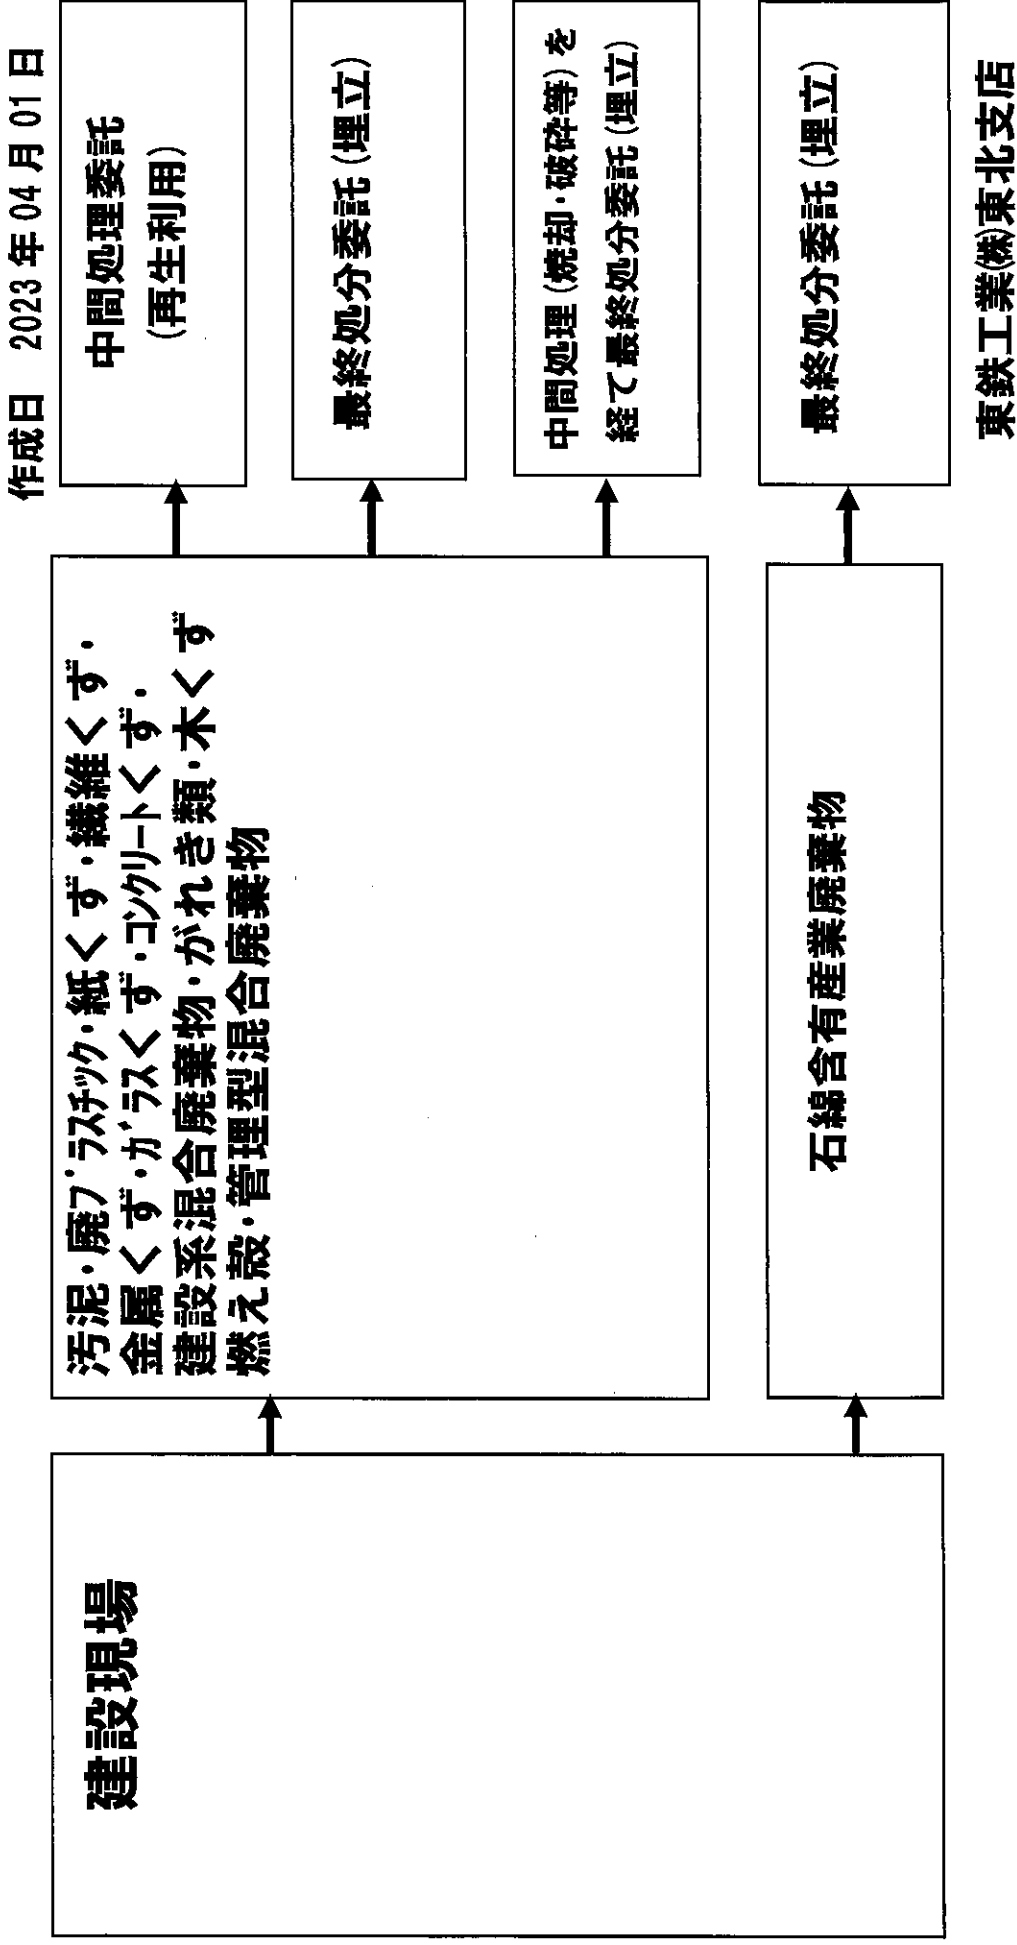 作成日 2023年04月01日
建設現場
汚泥・廃プラスチック・紙くず・繊維くず・
金属くず・ガラスくず・コンクリートくず・
建設系混合廃棄物・がれき類・木くず
燃え殻・管理型混合廃棄物
石綿含有産業廃棄物
中間処理委託
(再生利用)
最終処分委託(埋立)
中間処理(焼却・破砕等)を
経て最終処分委託(埋立)
最終処分委託(埋立)
東鉄工業㈱東北支店